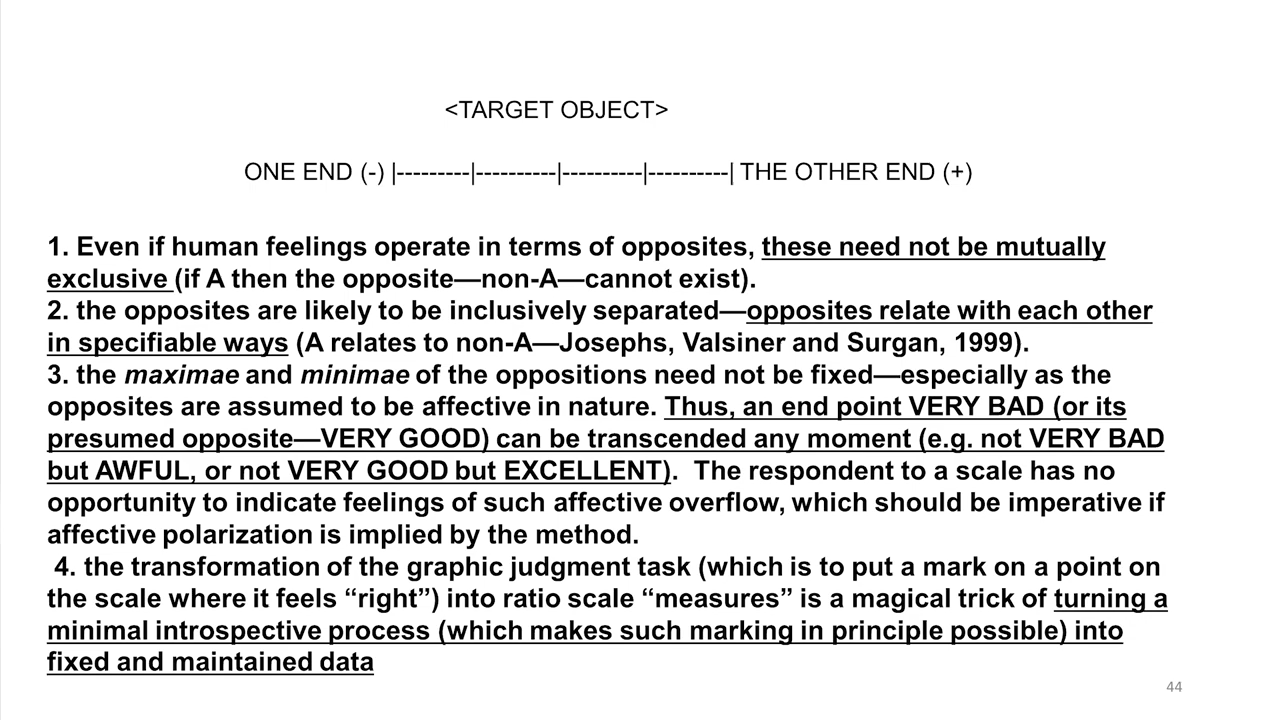 <TARGET OBJECT>
ONE END (-) |---------|----------|----------|----------| THE OTHER END (+)
1. Even if human feelings operate in terms of opposites, these need not be mutually
exclusive (if A then the opposite—non-A—cannot exist).
2. the opposites are likely to be inclusively separated—opposites relate with each other
in specifiable ways (A relates to non-A—Josephs, Valsiner and Surgan, 1999).
3. the maximae and minimae of the oppositions need not be fixed—especially as the
opposites are assumed to be affective in nature. Thus, an end point VERY BAD (or its
presumed opposite—VERY GOOD) can be transcended any moment (e.g. not VERY BAD
but AWFUL, or not VERY GOOD but EXCELLENT). The respondent to a scale has no
opportunity to indicate feelings of such affective overflow, which should be imperative if
affective polarization is implied by the method.
4. the transformation of the graphic judgment task (which is to put a mark on a point on
the scale where it feels “right”) into ratio scale “measures” is a magical trick of turning a
minimal introspective process (which makes such marking in principle possible) into
fixed and maintained data
44